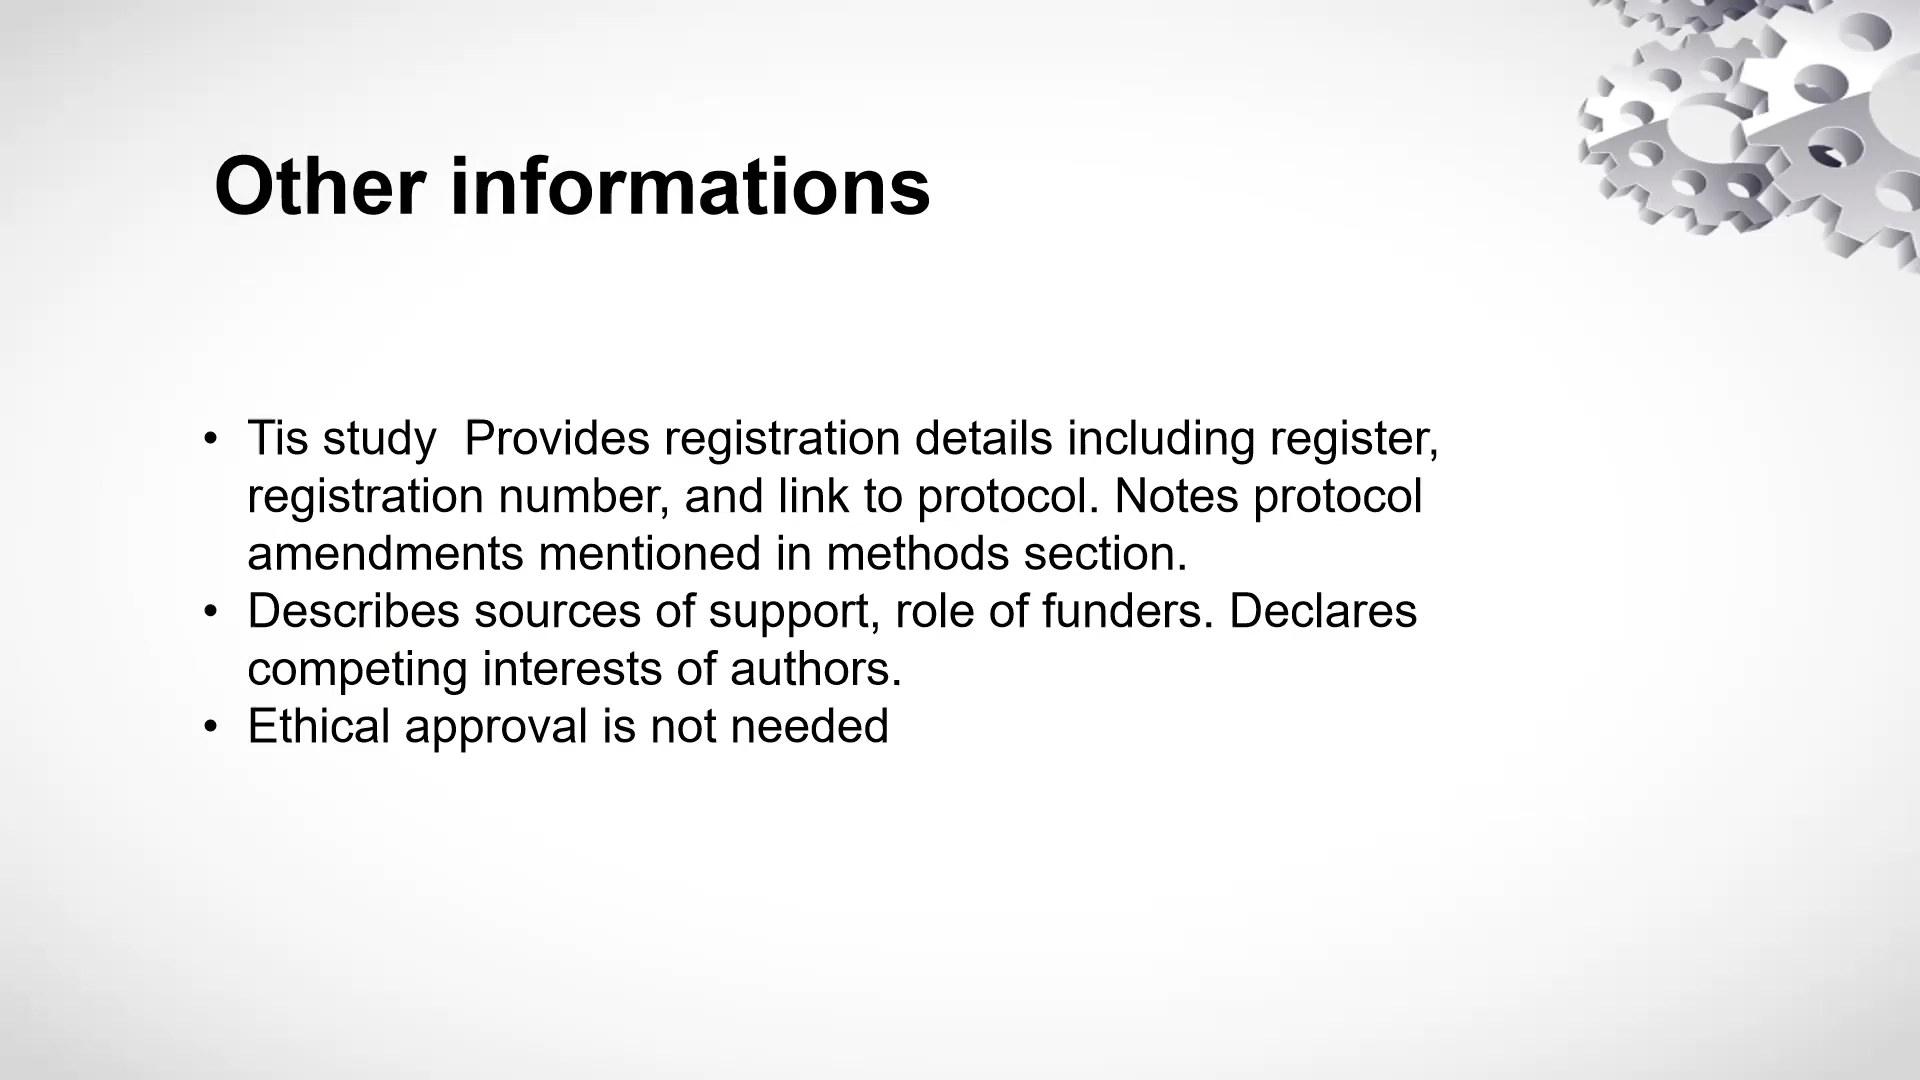 Other informations
• Tis study  Provides registration details including register,
registration number, and link to protocol. Notes protocol
amendments mentioned in methods section.
• Describes sources of support, role of funders. Declares
competing interests of authors.
• Ethical approval is not needed